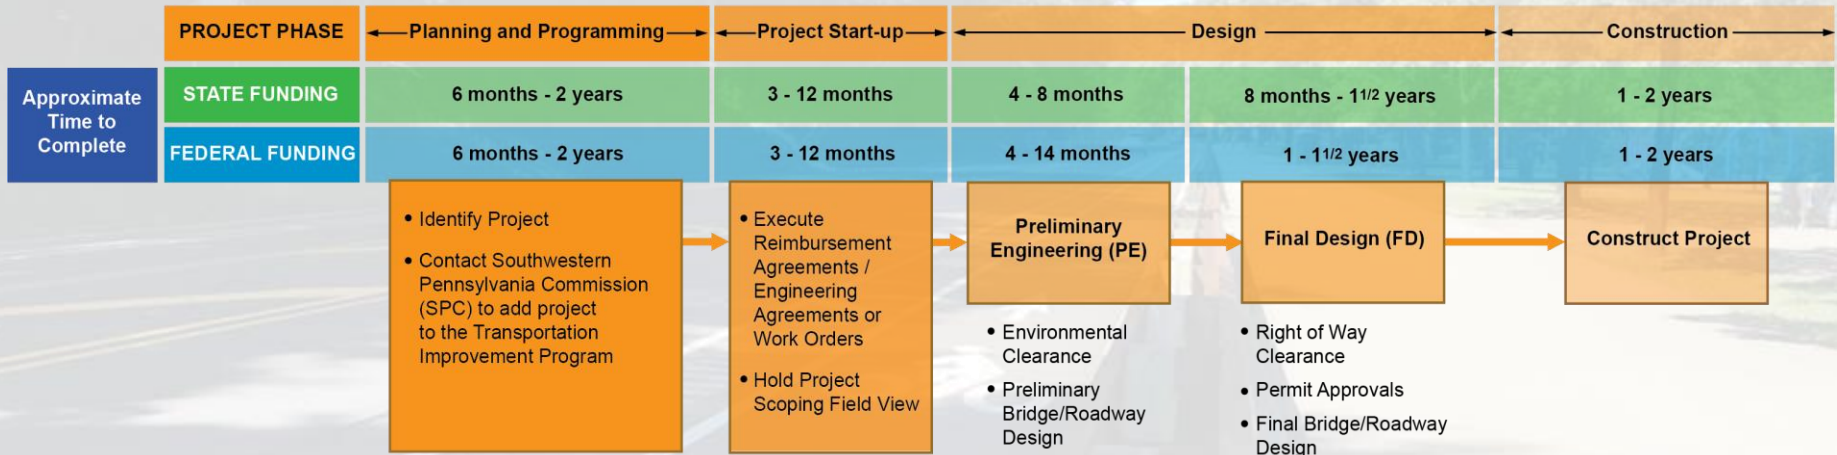 PROJECT PHASE
Planning and Programming
Project Start-up
Design
Construction
Approximate
Time to
Complete
STATE FUNDING
6 months - 2 years
3 - 12 months
4 - 8 months
8 months - 1 1/2 years
1 - 2 years
FEDERAL FUNDING
6 months - 2 years
3 - 12 months
4 - 14 months
1 - 1 1/2 years
1 - 2 years
• Identify Project
• Contact Southwestern
Pennsylvania Commission
(SPC) to add project
to the Transportation
Improvement Program
• Execute
Reimbursement
Agreements /
Engineering
Agreements or
Work Orders
• Hold Project
Scoping Field View
Preliminary
Engineering (PE)
• Environmental
Clearance
• Preliminary
Bridge/Roadway
Design
Final Design (FD)
• Right of Way
Clearance
• Permit Approvals
• Final Bridge/Roadway
Design
Construct Project